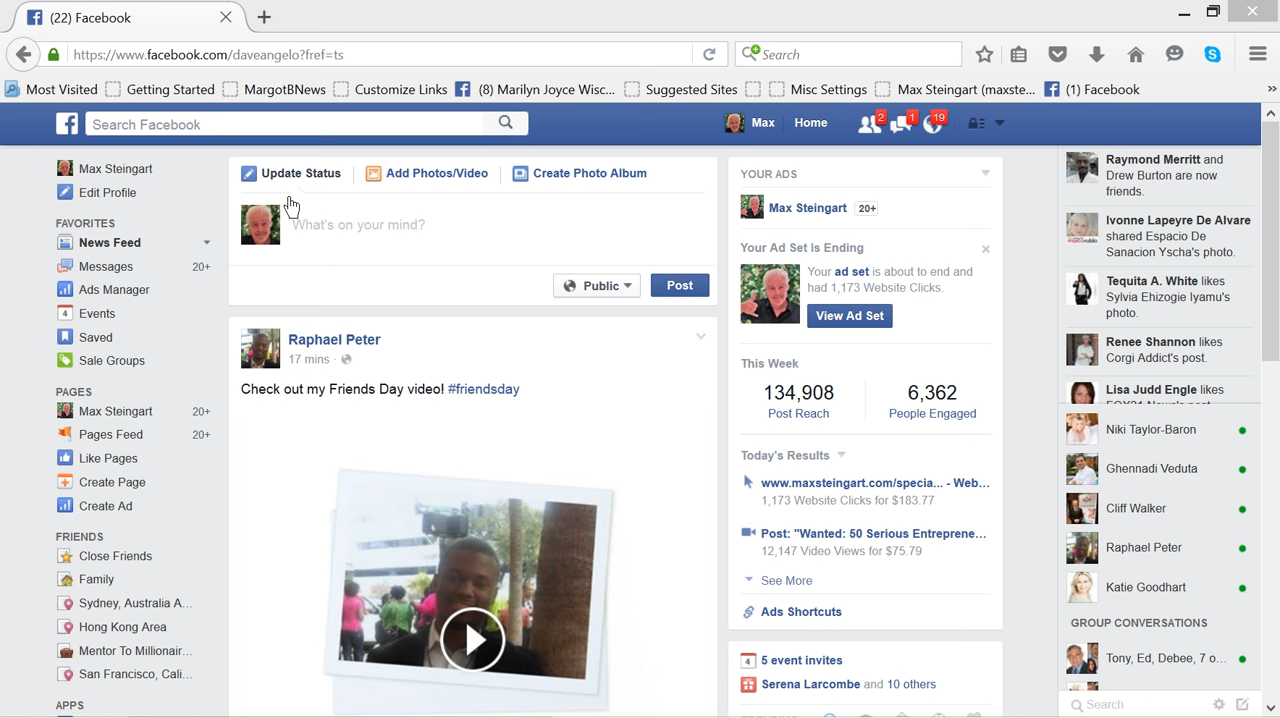 (22) Facebook
https://www.facebook.com/daveangelo?fref=ts
Search
Most Visited
Getting Started
MargotBNews
Customize Links
(8) Marilyn Joyce Wisc...
Suggested Sites
Misc Settings
Max Steingart (maxste...
(1) Facebook
Search Facebook
Max
Home
2
1
19
Max Steingart
Edit Profile
FAVORITES
News Feed
Messages 20+
Ads Manager
4 Events
Saved
Sale Groups
PAGES
Max Steingart 20+
Pages Feed 20+
Like Pages
Create Page
Create Ad
FRIENDS
Close Friends
Family
Sydney, Australia A...
Hong Kong Area
Mentor To Millionair...
San Francisco, Cali...
APPS
Update Status
Add Photos/Video
Create Photo Album
What's on your mind?
Public
Post
Raphael Peter
17 mins ·
Check out my Friends Day video! #friendsday
YOUR ADS
Max Steingart 20+
Your Ad Set Is Ending
Your ad set is about to end and
had 1,173 Website Clicks.
View Ad Set
This Week
134,908
Post Reach
6,362
People Engaged
Today's Results
www.maxsteingart.com/specia... - Web...
1,173 Website Clicks for $183.77
Post: "Wanted: 50 Serious Entreprene...
12,147 Video Views for $75.79
See More
Ads Shortcuts
4 5 event invites
Serena Larcombe and 10 others
Raymond Merritt and
Drew Burton are now
friends.
Ivonne Lapeyre De Alvare
shared Espacio De
Sanacion Yscha's photo.
Tequita A. White likes
Sylvia Ehizogie Iyamu's
photo.
Renee Shannon likes
Corgi Addict's post.
Lisa Judd Engle likes
Niki Taylor-Baron
Ghennadi Veduta
Cliff Walker
Raphael Peter
Katie Goodhart
GROUP CONVERSATIONS
Tony, Ed, Debee, 7 o...
Search